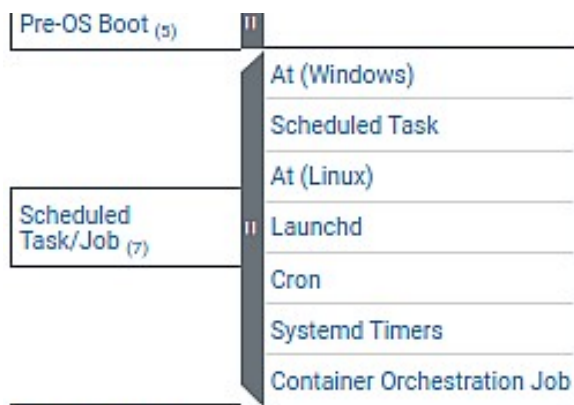 Pre-OS Boot (5)
At (Windows)
Scheduled Task
At (Linux)
Scheduled
Task/Job (7)
Launchd
Cron
Systemd Timers
Container Orchestration Job